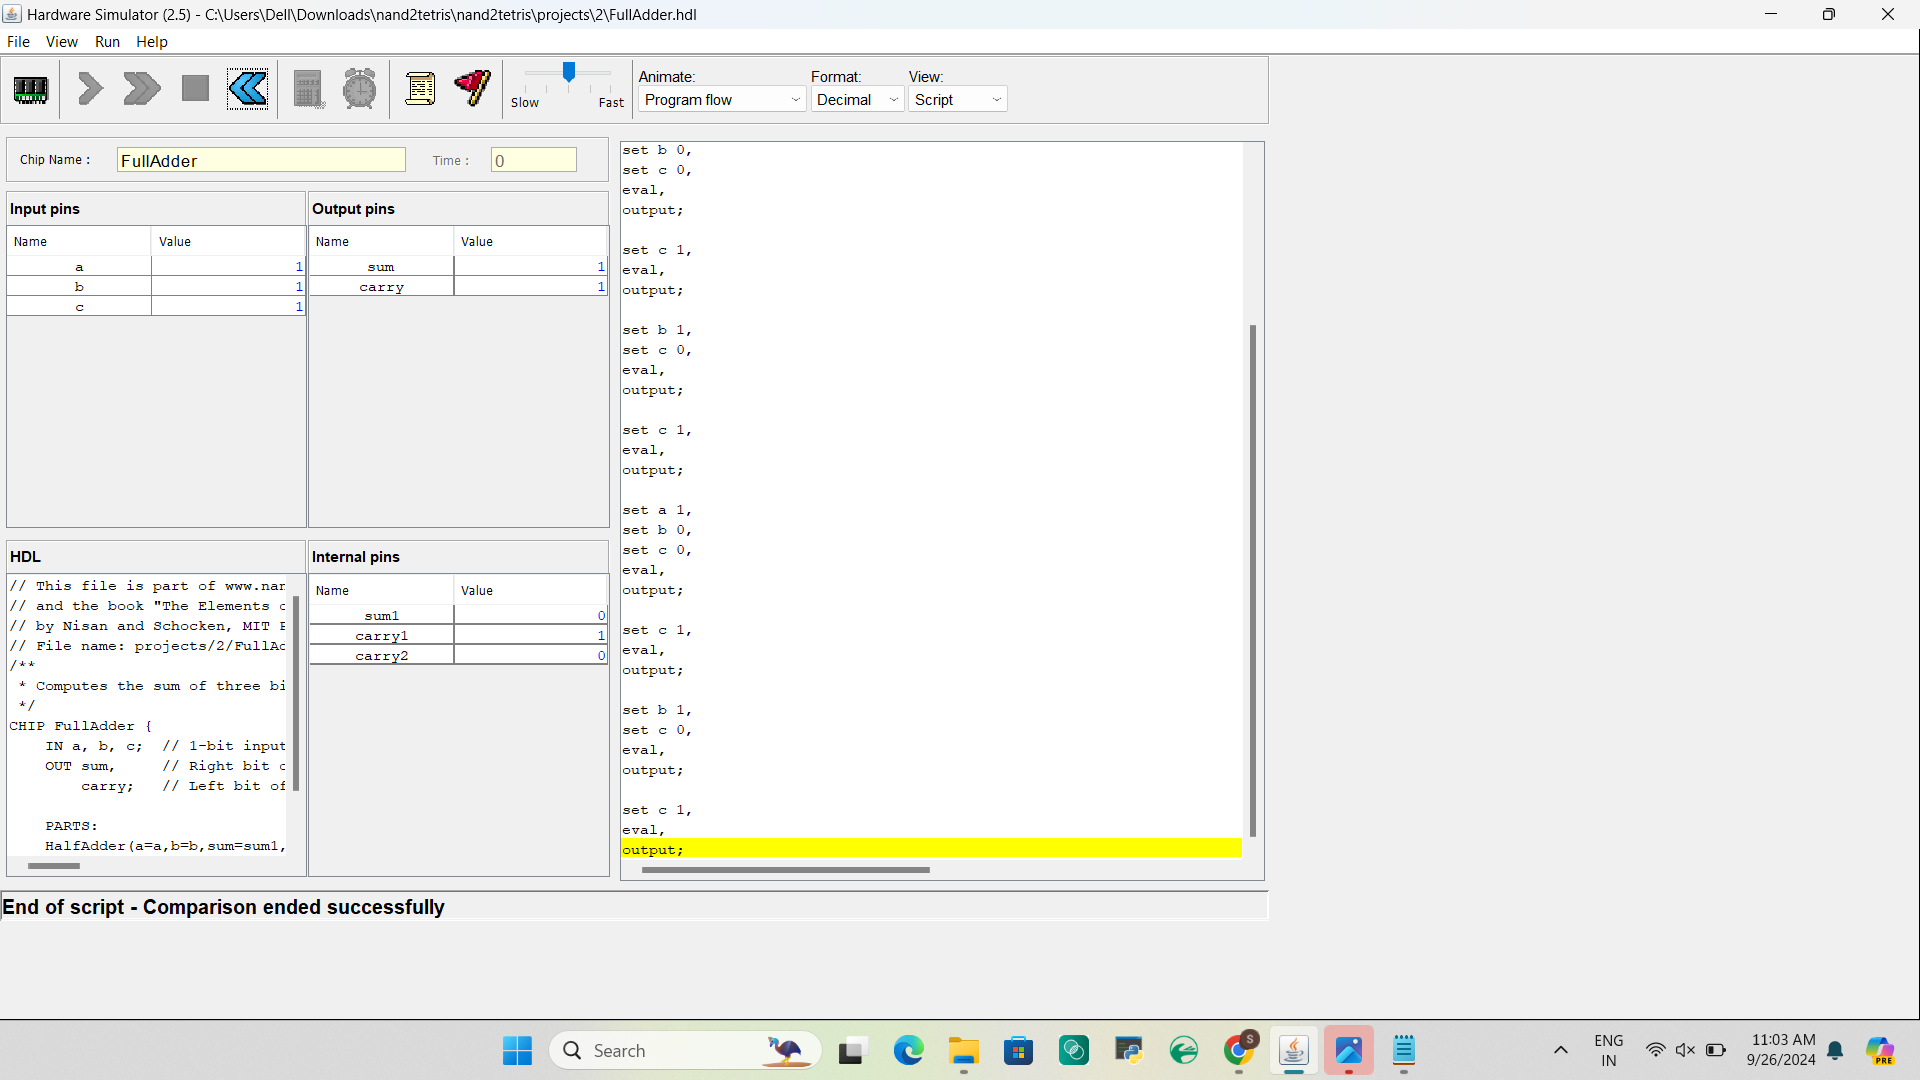 Hardware Simulator (2.5) - C:\Users\Dell\Downloads\nand2tetris\nand2tetris\projects\2\FullAdder.hdl
File View Run Help
Slow Fast
Animate: Format: View:
Program flow Decimal Script
Chip Name : FullAdder Time : 0
Input pins
Name Value
a 1
b 1
c 1
Output pins
Name Value
sum 1
carry 1
HDL
// This file is part of www.nan
// and the book "The Elements o
// by Nisan and Schocken, MIT P
// File name: projects/2/FullAd
/**
* Computes the sum of three bi
*/
CHIP FullAdder {
IN a, b, c; // 1-bit input
OUT sum, // Right bit o
carry; // Left bit of
PARTS:
HalfAdder(a=a,b=b,sum=sum1,
Internal pins
Name Value
sum1 0
carry1 1
carry2 0
set b 0,
set c 0,
eval,
output;
set c 1,
eval,
output;
set b 1,
set c 0,
eval,
output;
set c 1,
eval,
output;
set a 1,
set b 0,
set c 0,
eval,
output;
set c 1,
eval,
output;
set b 1,
set c 0,
eval,
output;
set c 1,
eval,
output;
End of script - Comparison ended successfully
Search
S
ENG
IN
11:03 AM
9/26/2024
PRE